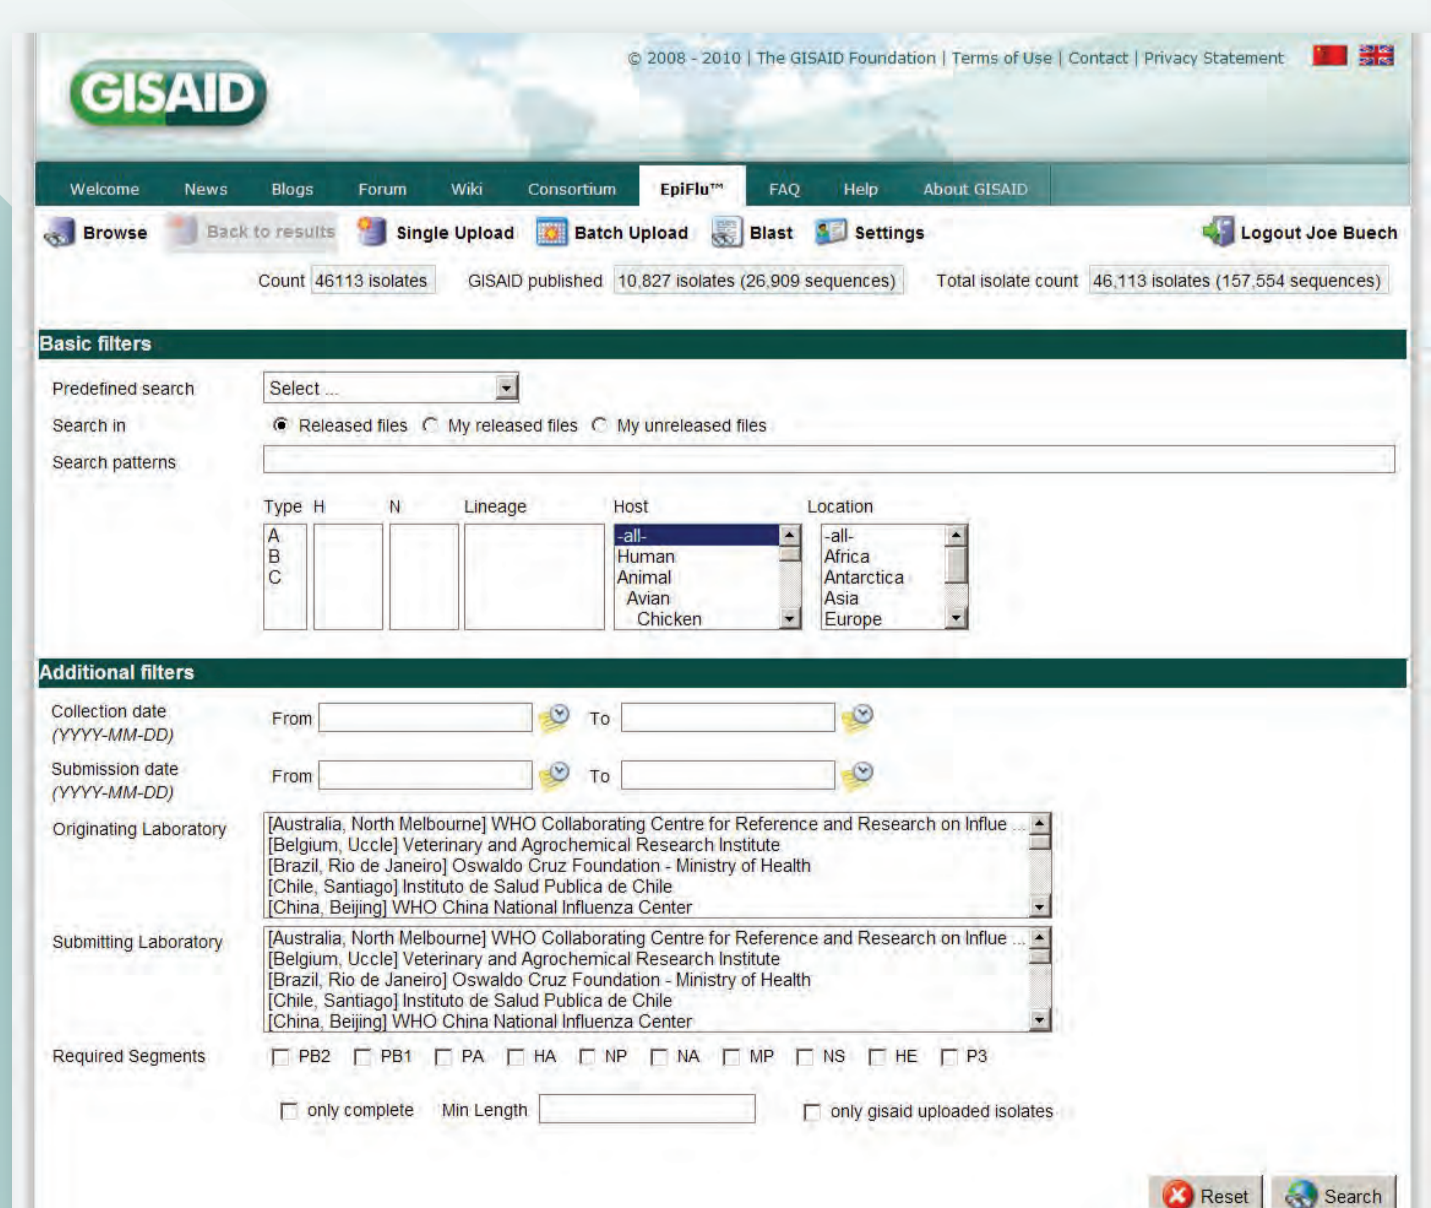 © 2008 - 2010 | The GISAID Foundation | Terms of Use | Contact | Privacy Statement
GISAID
Welcome News Blogs Forum Wiki Consortium EpiFlu™ FAQ Help About GISAID
Browse Back to results Single Upload Batch Upload Blast Settings Logout Joe Buech
Count 46113 isolates GISAID published 10,827 isolates (26,909 sequences) Total isolate count 46,113 isolates (157,554 sequences)
Basic filters
Predefined search Select ...
Search in Released files My released files My unreleased files
Search patterns
Type H N Lineage Host Location
A -all- -all-
B Human Africa
C Animal Antarctica
Avian Asia
Chicken Europe
Additional filters
Collection date
(YYYY-MM-DD) From To
Submission date
(YYYY-MM-DD) From To
Originating Laboratory [Australia, North Melbourne] WHO Collaborating Centre for Reference and Research on Influe ...
[Belgium, Uccle] Veterinary and Agrochemical Research Institute
[Brazil, Rio de Janeiro] Oswaldo Cruz Foundation - Ministry of Health
[Chile, Santiago] Instituto de Salud Publica de Chile
[China, Beijing] WHO China National Influenza Center
Submitting Laboratory [Australia, North Melbourne] WHO Collaborating Centre for Reference and Research on Influe ...
[Belgium, Uccle] Veterinary and Agrochemical Research Institute
[Brazil, Rio de Janeiro] Oswaldo Cruz Foundation - Ministry of Health
[Chile, Santiago] Instituto de Salud Publica de Chile
[China, Beijing] WHO China National Influenza Center
Required Segments PB2 PB1 PA HA NP NA MP NS HE P3
only complete Min Length only gisaid uploaded isolates
Reset Search